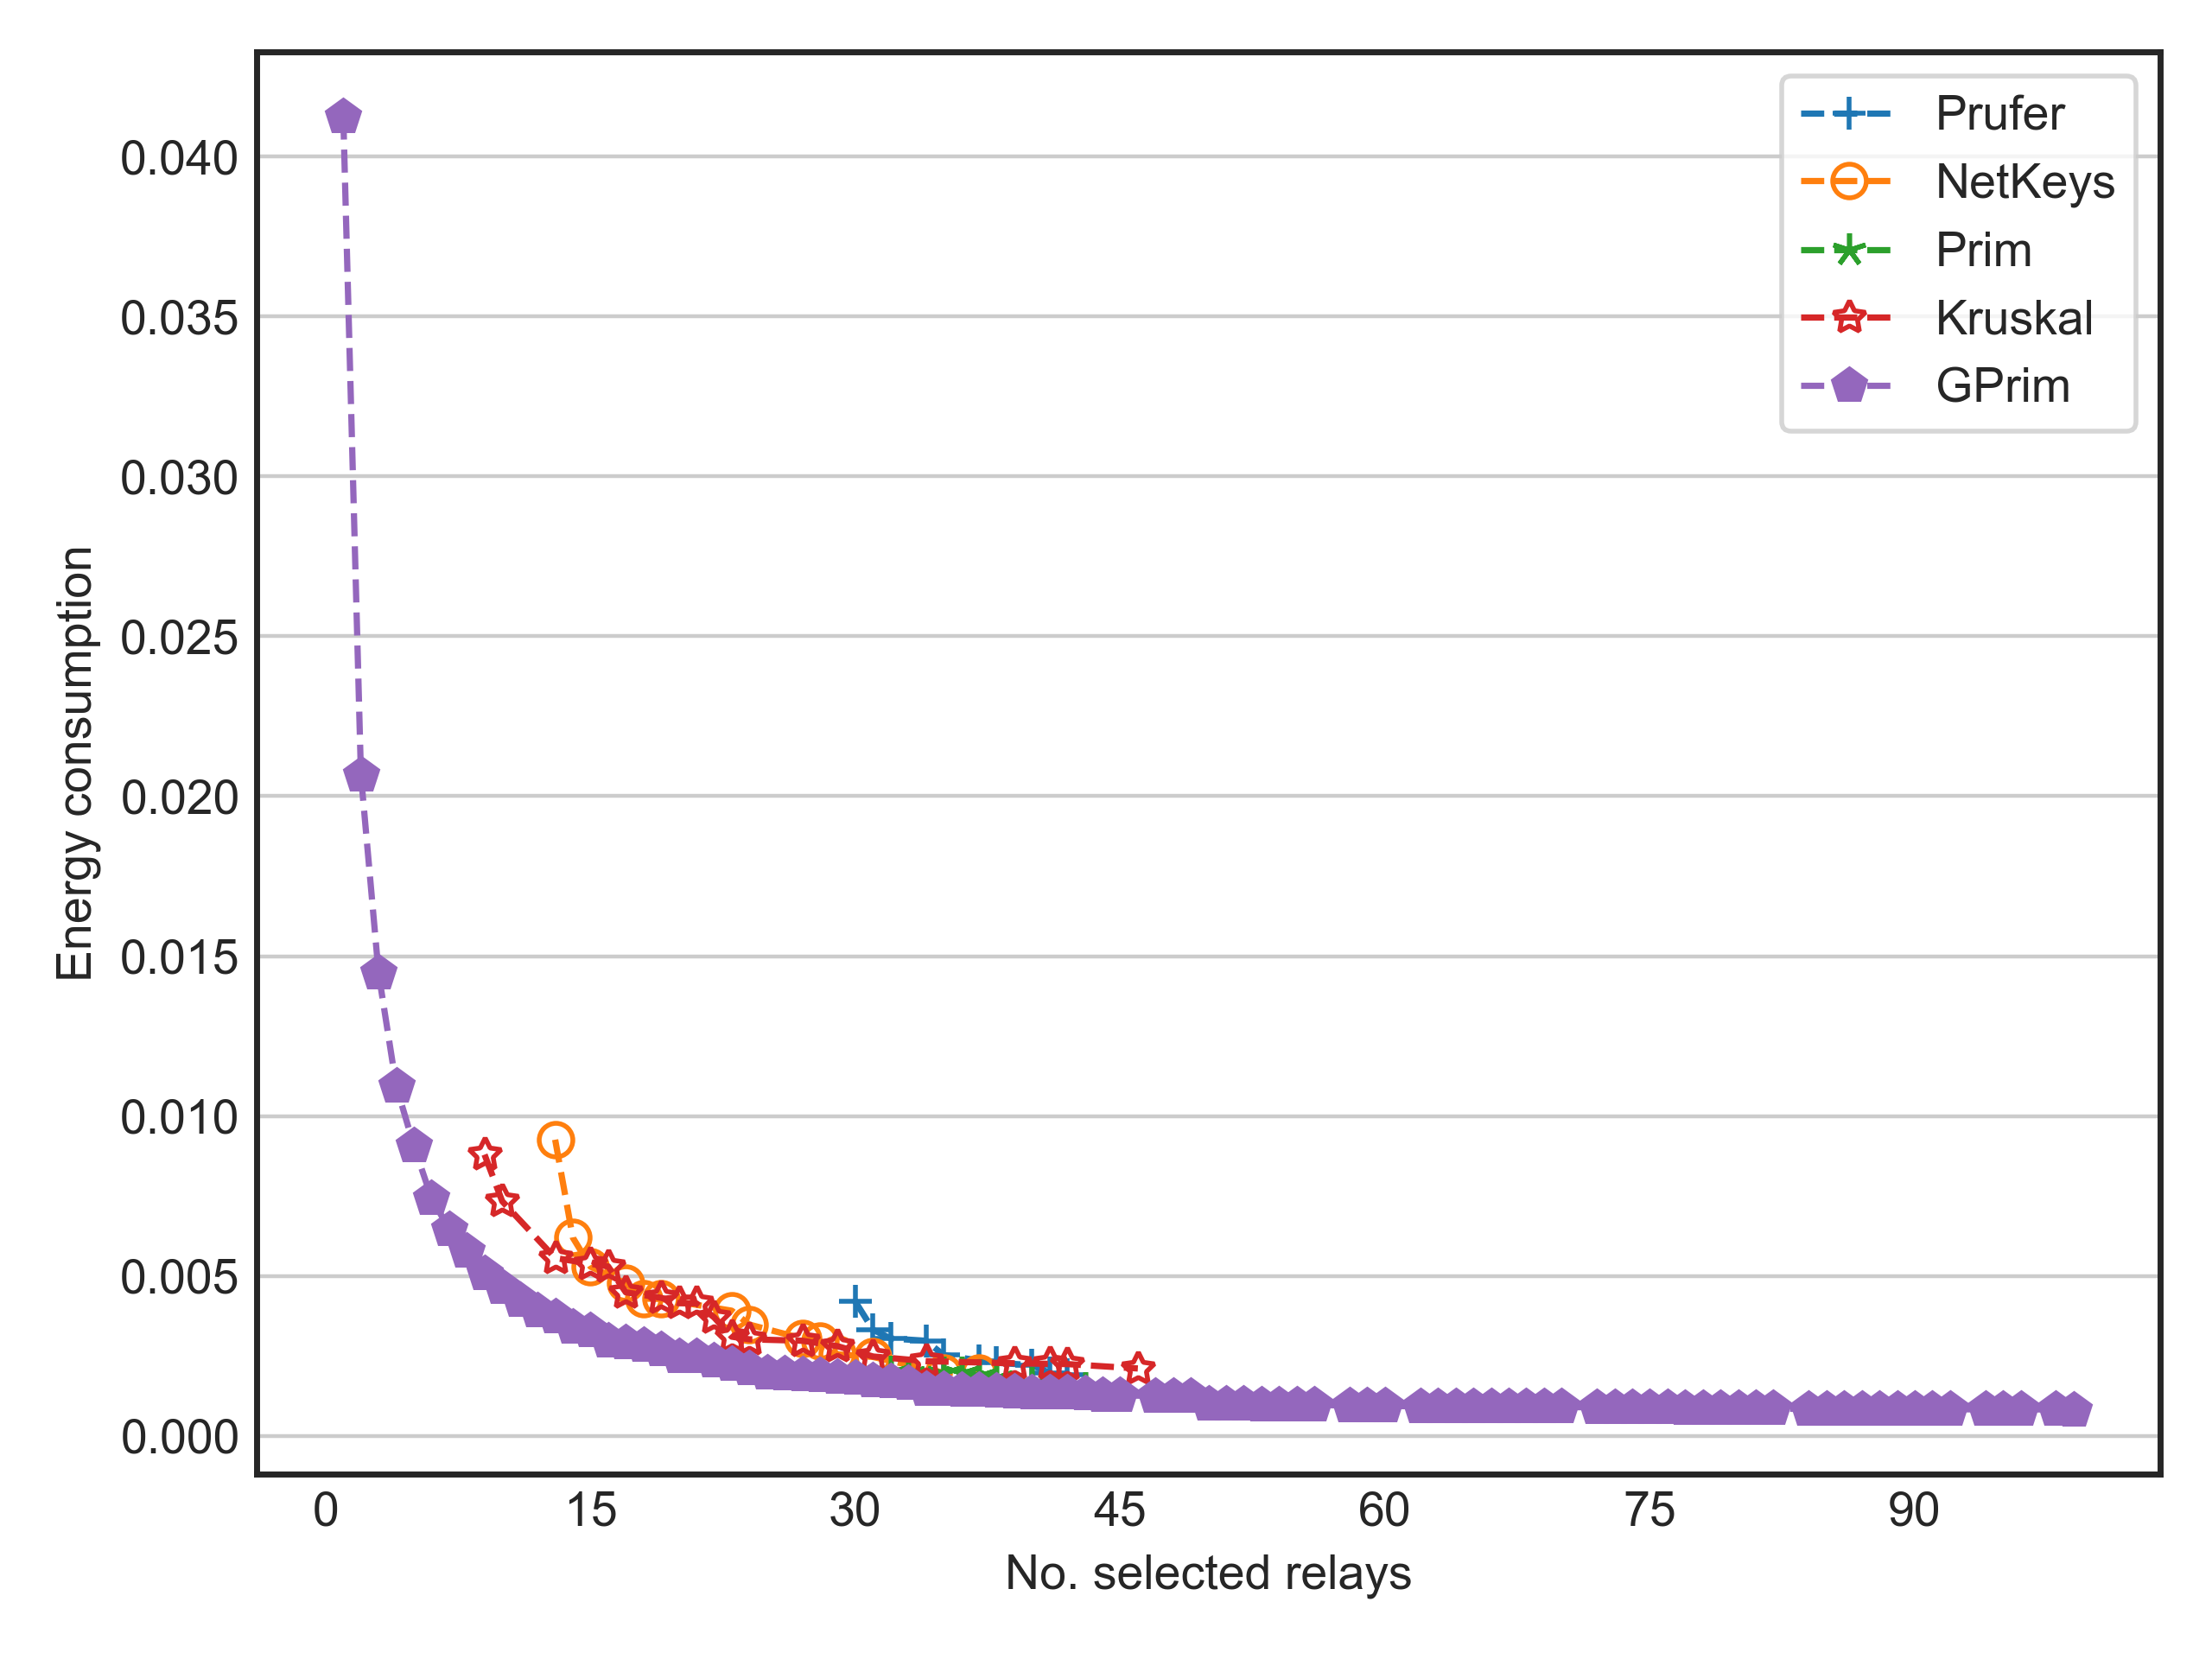 Prufer
NetKeys
Prim
Kruskal
GPrim
0.040
0.035
0.030
0.025
0.020
0.015
0.010
0.005
0.000
Energy consumption
0 15 30 45 60 75 90
No. selected relays